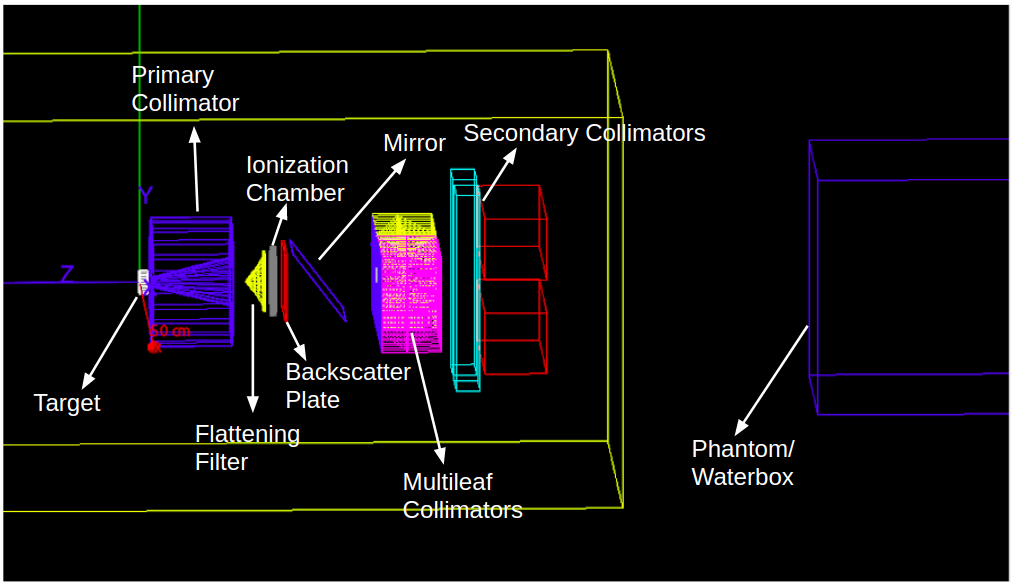 Primary
Collimator
Ionization
Chamber
Mirror
Secondary Collimators
Y
Z
50 cm
Target
Backscatter
Plate
Flattening
Filter
Multileaf
Collimators
Phantom/
Waterbox